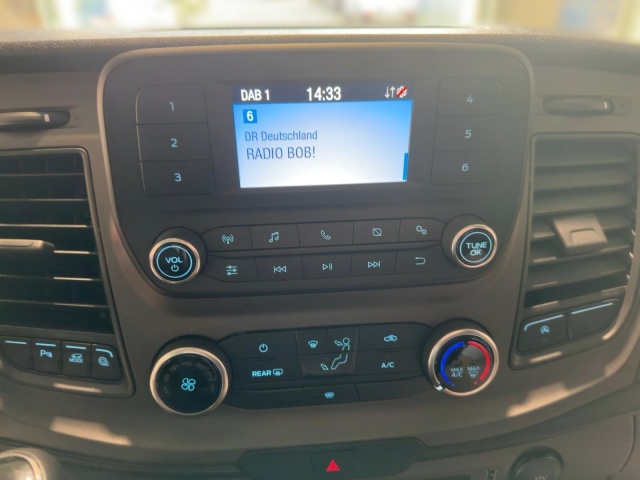 DAB 1 14:33
6
DR Deutschland
RADIO BOB!
1
2
3
4
5
6
VOL
TUNE
OK
REAR
A/C
MAX
A/C
MAX
P
MODE